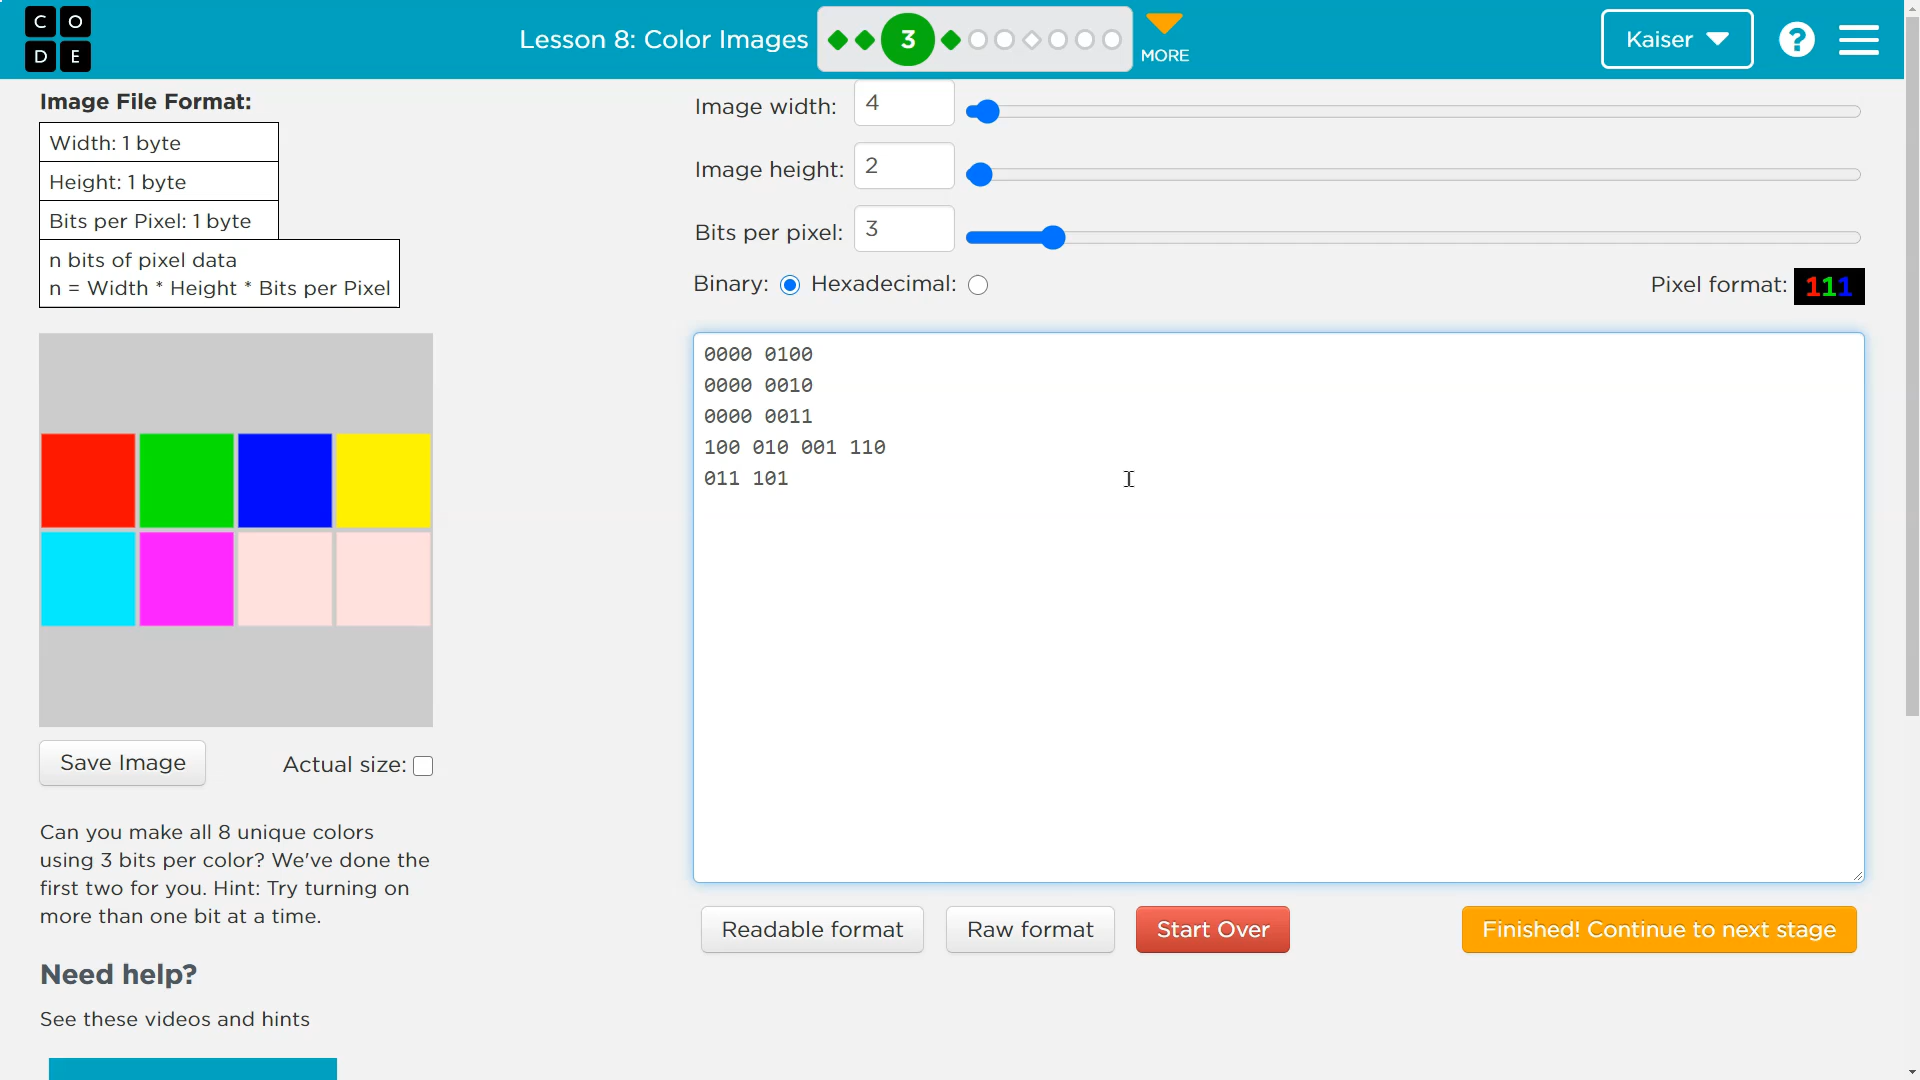 C O
D E
Lesson 8: Color Images
3
MORE
Kaiser
?
Image File Format:
Width: 1 byte
Height: 1 byte
Bits per Pixel: 1 byte
n bits of pixel data
n = Width * Height * Bits per Pixel
Image width: 4
Image height: 2
Bits per pixel: 3
Binary: Hexadecimal:
Pixel format: 111
0000 0100
0000 0010
0000 0011
100 010 001 110
011 101
Save Image
Actual size:
Can you make all 8 unique colors
using 3 bits per color? We've done the
first two for you. Hint: Try turning on
more than one bit at a time.
Need help?
See these videos and hints
Readable format
Raw format
Start Over
Finished! Continue to next stage